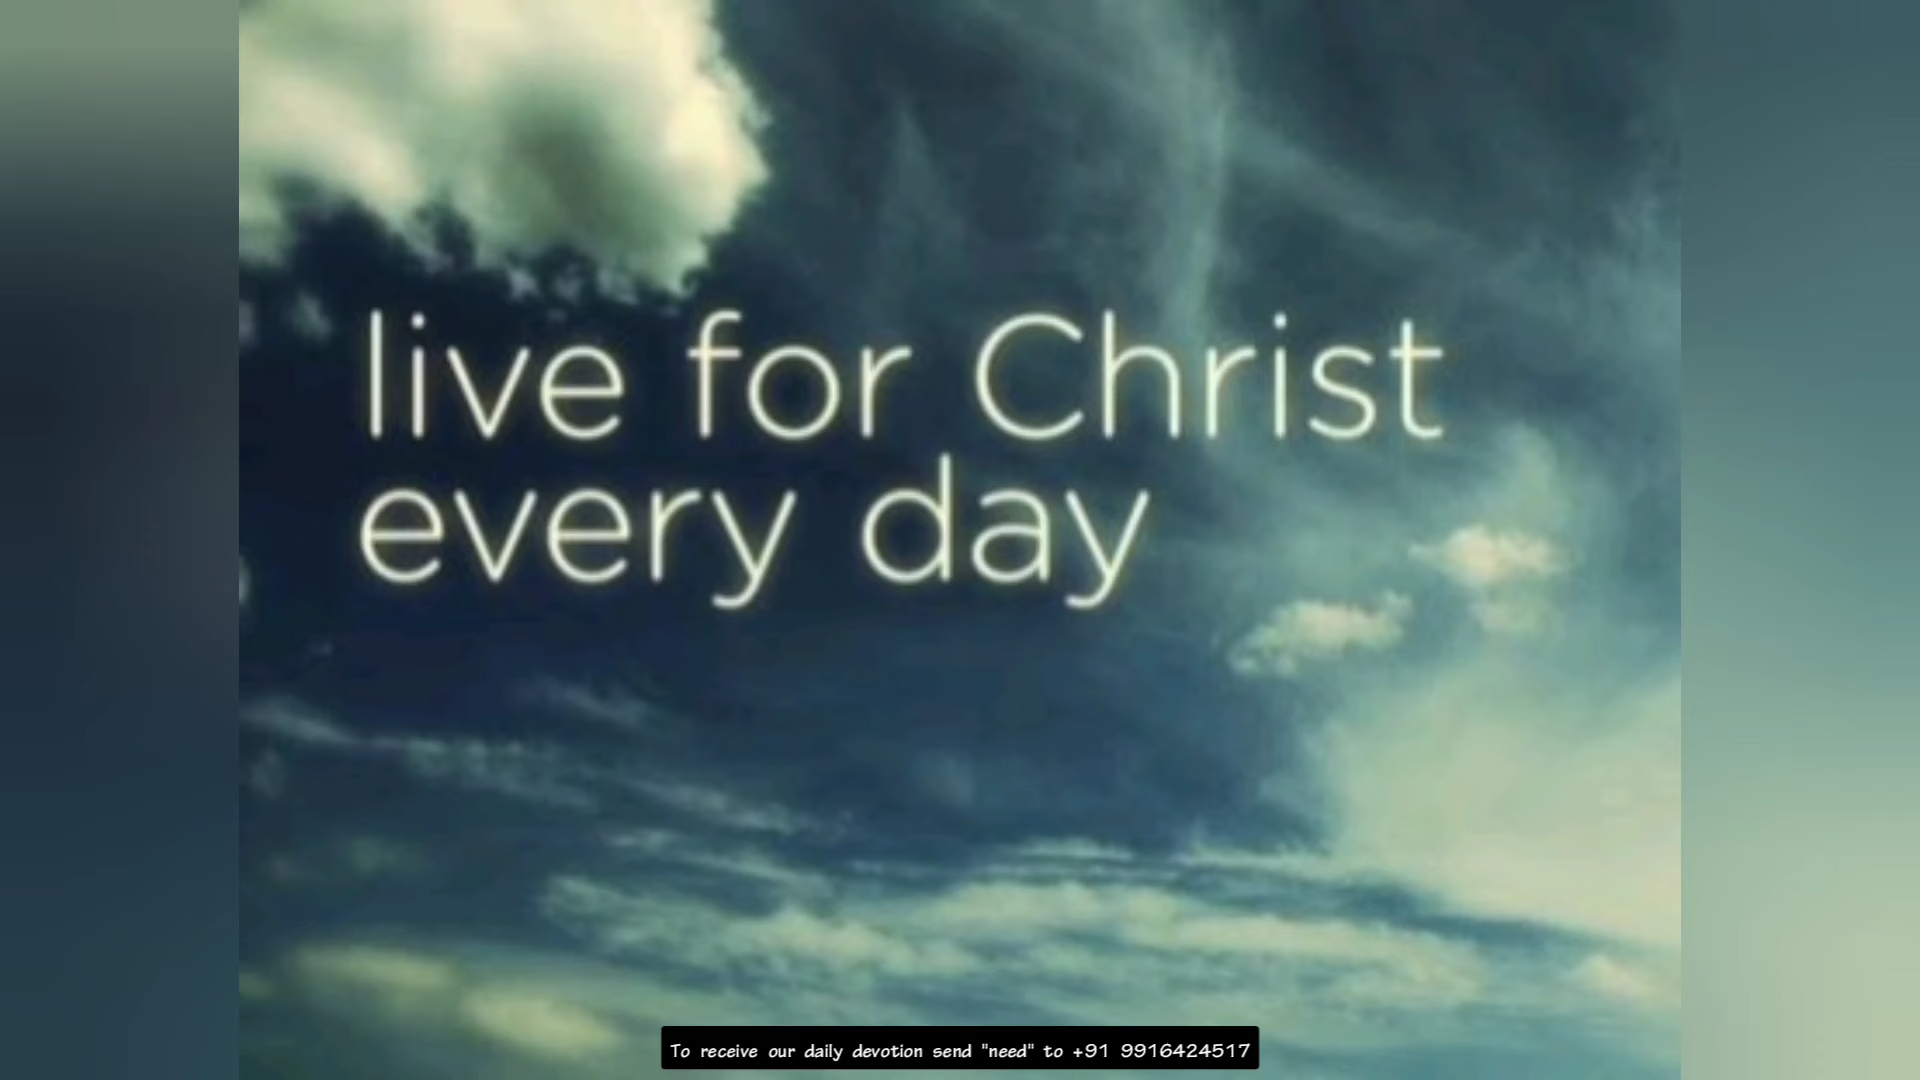 live for Christ
every day
To receive our daily devotion send "need" to +91 9916424517